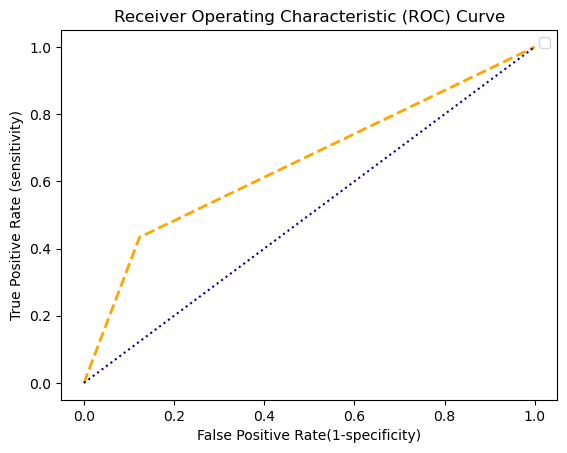 Receiver Operating Characteristic (ROC) Curve
True Positive Rate (sensitivity)
1.0
0.8
0.6
0.4
0.2
0.0
0.0 0.2 0.4 0.6 0.8 1.0
False Positive Rate(1-specificity)